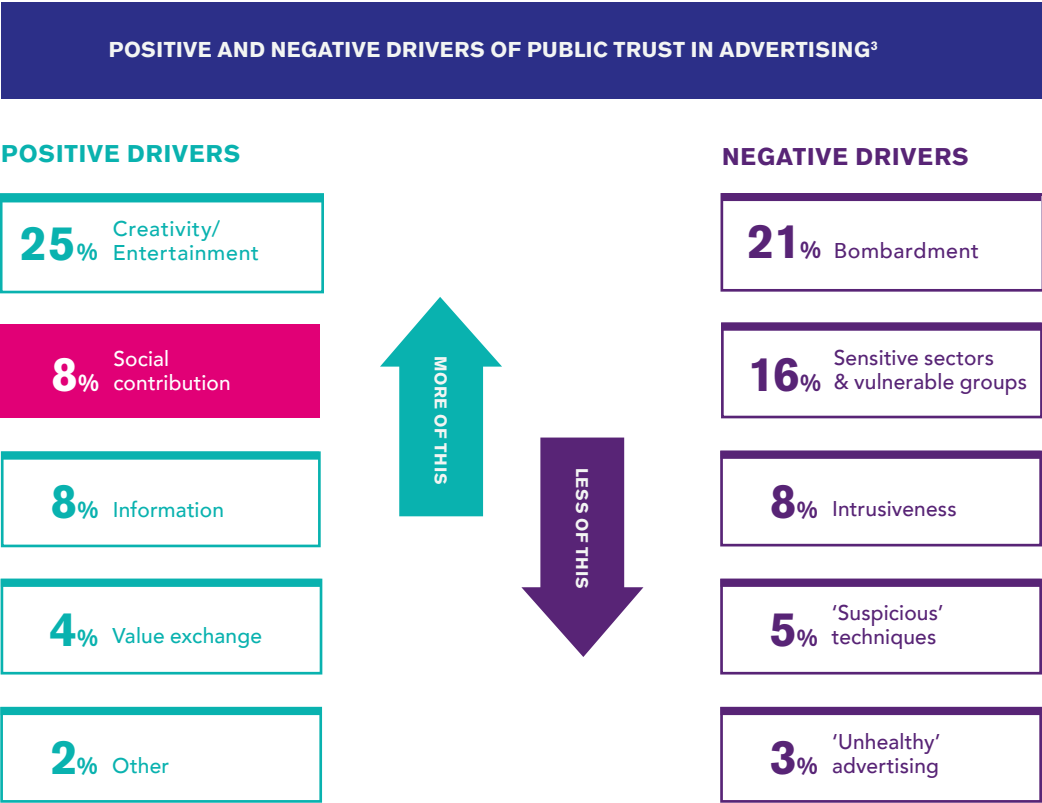 POSITIVE AND NEGATIVE DRIVERS OF PUBLIC TRUST IN ADVERTISING³
POSITIVE DRIVERS
25% Creativity/
Entertainment
8% Social
contribution
8% Information
4% Value exchange
2% Other
MORE OF THIS
LESS OF THIS
NEGATIVE DRIVERS
21% Bombardment
16% Sensitive sectors
& vulnerable groups
8% Intrusiveness
5% ‘Suspicious’
techniques
3% ‘Unhealthy’
advertising